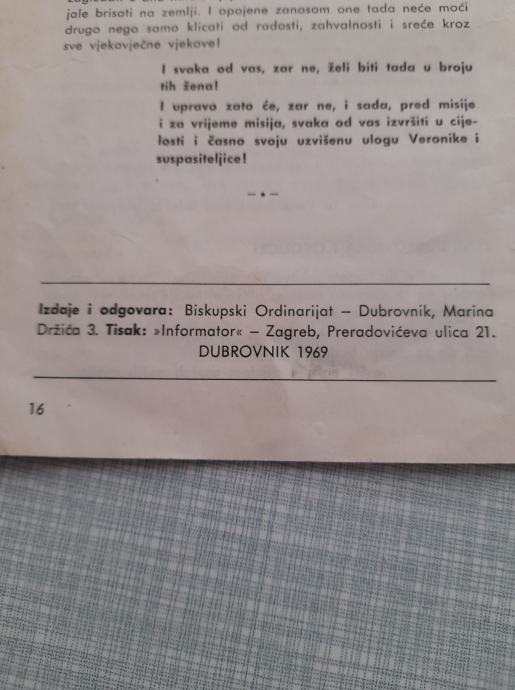 jale brisati na zemlji. I opojene zanosom one tada neće moći
drugo nego samo klicati od radosti, zahvalnosti i sreće kroz
sve vjekovječne vjekove!
I svaka od vas, zar ne, želi biti tada u broju
tih žena!
I upravo zato će, zar ne, i sada, pred misije
i za vrijeme misija, svaka od vas izvršiti u cije-
losti i časno svoju uzvišenu ulogu Veronike i
suspasiteljice!
— • —
Izdaje i odgovara: Biskupski Ordinarijat — Dubrovnik, Marina
Držića 3. Tisak: »Informator« — Zagreb, Preradovićeva ulica 21.
DUBROVNIK 1969
16